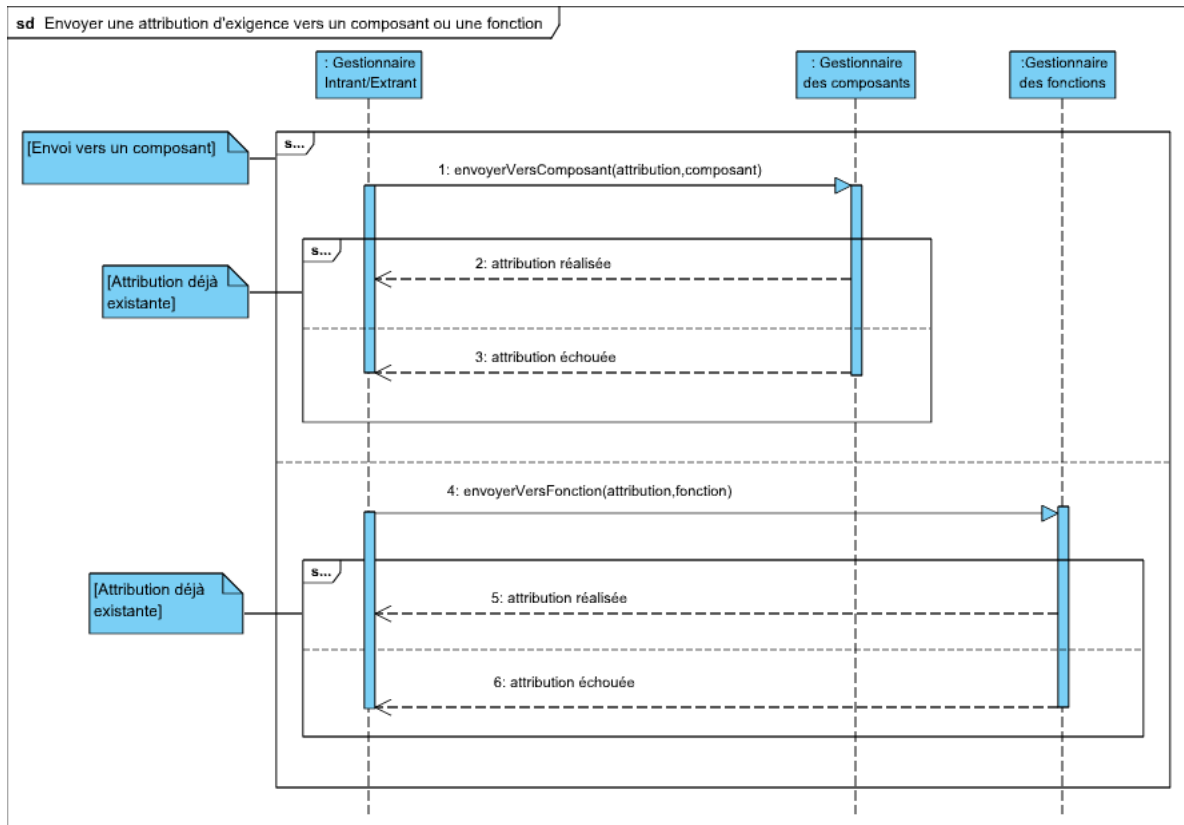 sd Envoyer une attribution d'exigence vers un composant ou une fonction
: Gestionnaire
Intrant/Extrant
: Gestionnaire
des composants
:Gestionnaire
des fonctions
[Envoi vers un composant]
s...
1: envoyerVersComposant(attribution,composant)
s...
[Attribution déjà
existante]
2: attribution réalisée
3: attribution échouée
4: envoyerVersFonction(attribution,fonction)
s...
[Attribution déjà
existante]
5: attribution réalisée
6: attribution échouée